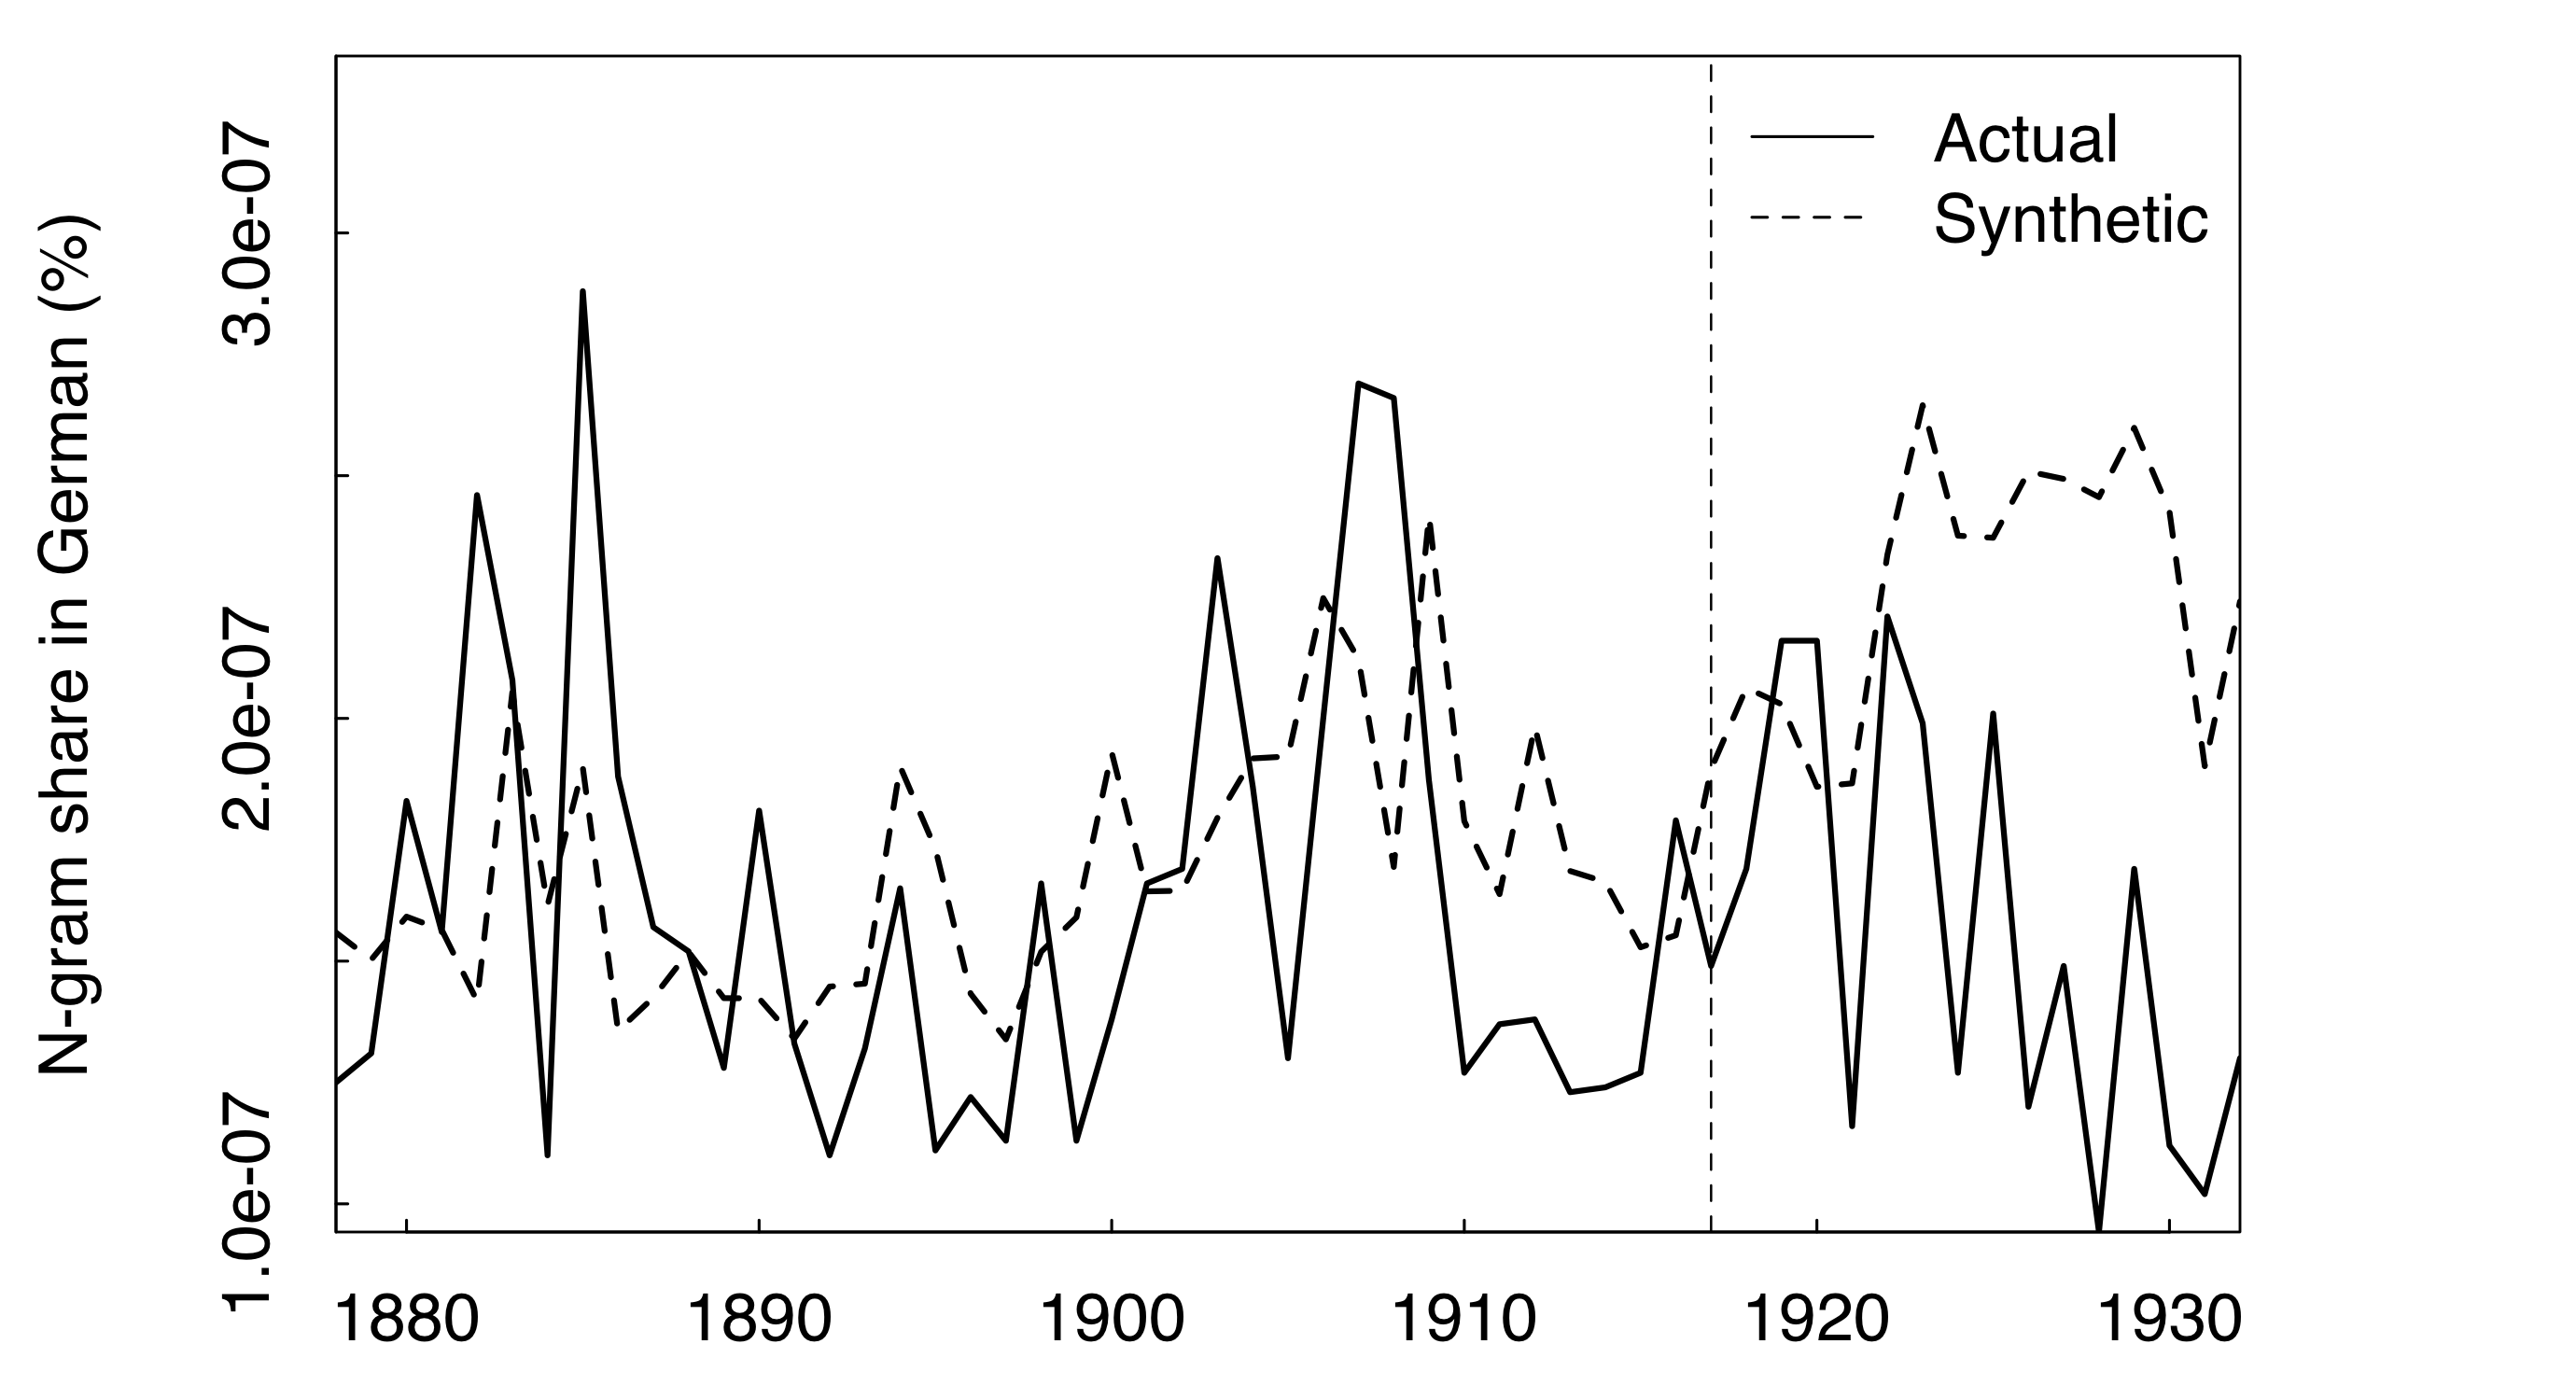 N-gram share in German (%)
3.0e-07
2.0e-07
1.0e-07
Actual
Synthetic
1880 1890 1900 1910 1920 1930